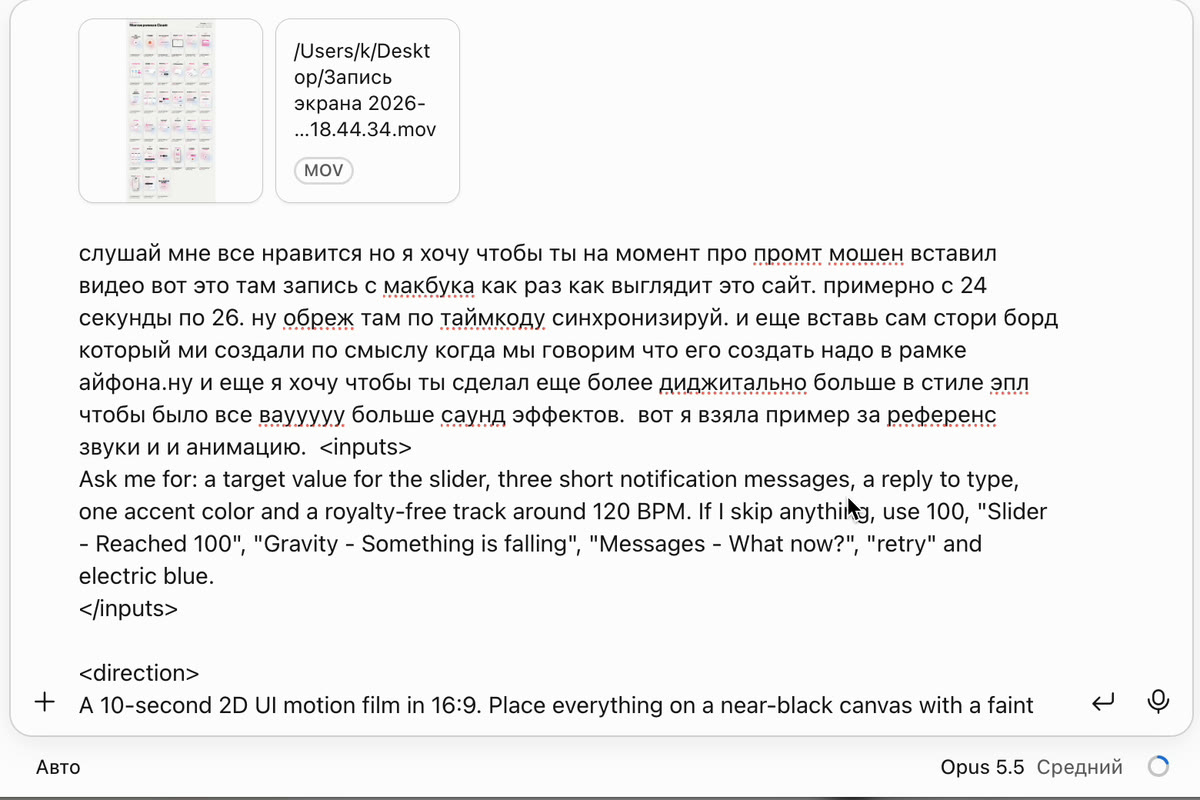 /Users/k/Deskt
op/Запись
экрана 2026-
...18.44.34.mov
MOV
слушай мне все нравится но я хочу чтобы ты на момент про промт мошен вставил
видео вот это там запись с макбука как раз как выглядит это сайт. примерно с 24
секунды по 26. ну обреж там по таймкоду синхронизируй. и еще вставь сам стори борд
который ми создали по смыслу когда мы говорим что его создать надо в рамке
айфона.ну и еще я хочу чтобы ты сделал еще более диджитально больше в стиле эпл
чтобы было все вауууууу больше саунд эффектов.  вот я взяла пример за референс
звуки и и анимацию.  <inputs>
Ask me for: a target value for the slider, three short notification messages, a reply to type,
one accent color and a royalty-free track around 120 BPM. If I skip anything, use 100, "Slider
- Reached 100", "Gravity - Something is falling", "Messages - What now?", "retry" and
electric blue.
</inputs>
<direction>
A 10-second 2D UI motion film in 16:9. Place everything on a near-black canvas with a faint
Авто
Opus 5.5 Средний